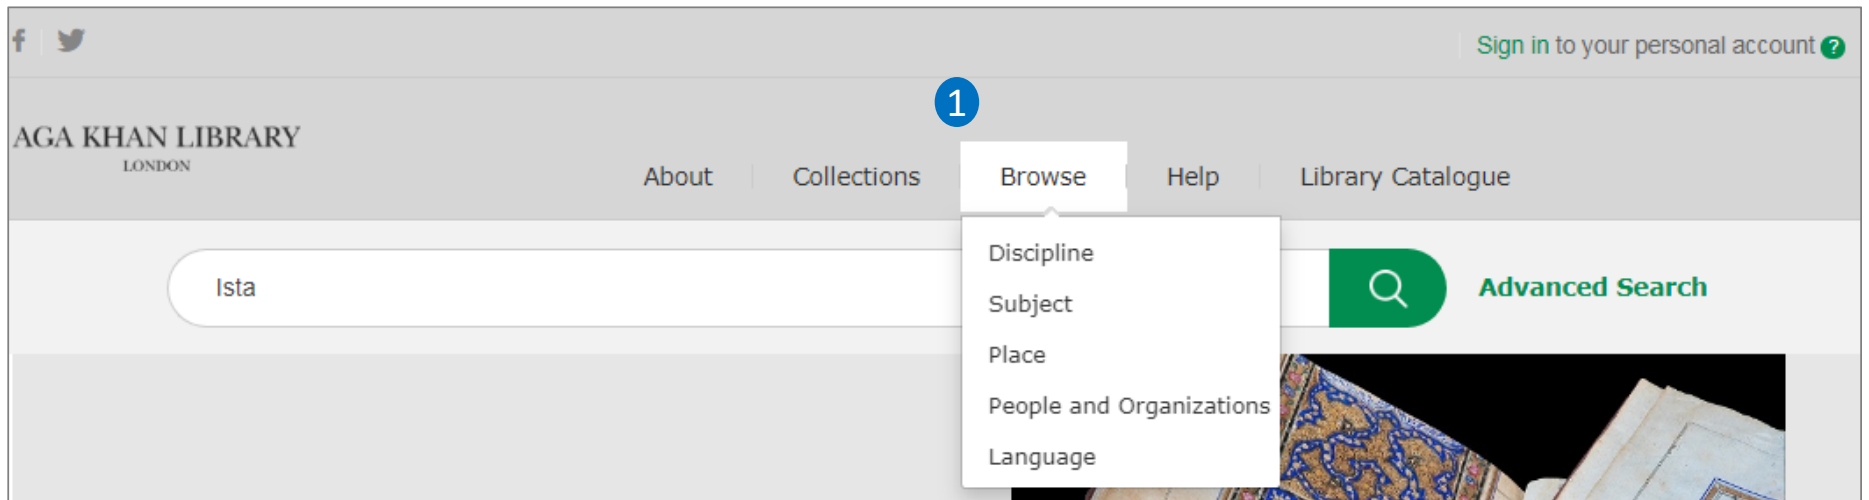 f
Sign in to your personal account ?
1
AGA KHAN LIBRARY
LONDON
About Collections Browse Help Library Catalogue
Ista
Advanced Search
Discipline
Subject
Place
People and Organizations
Language